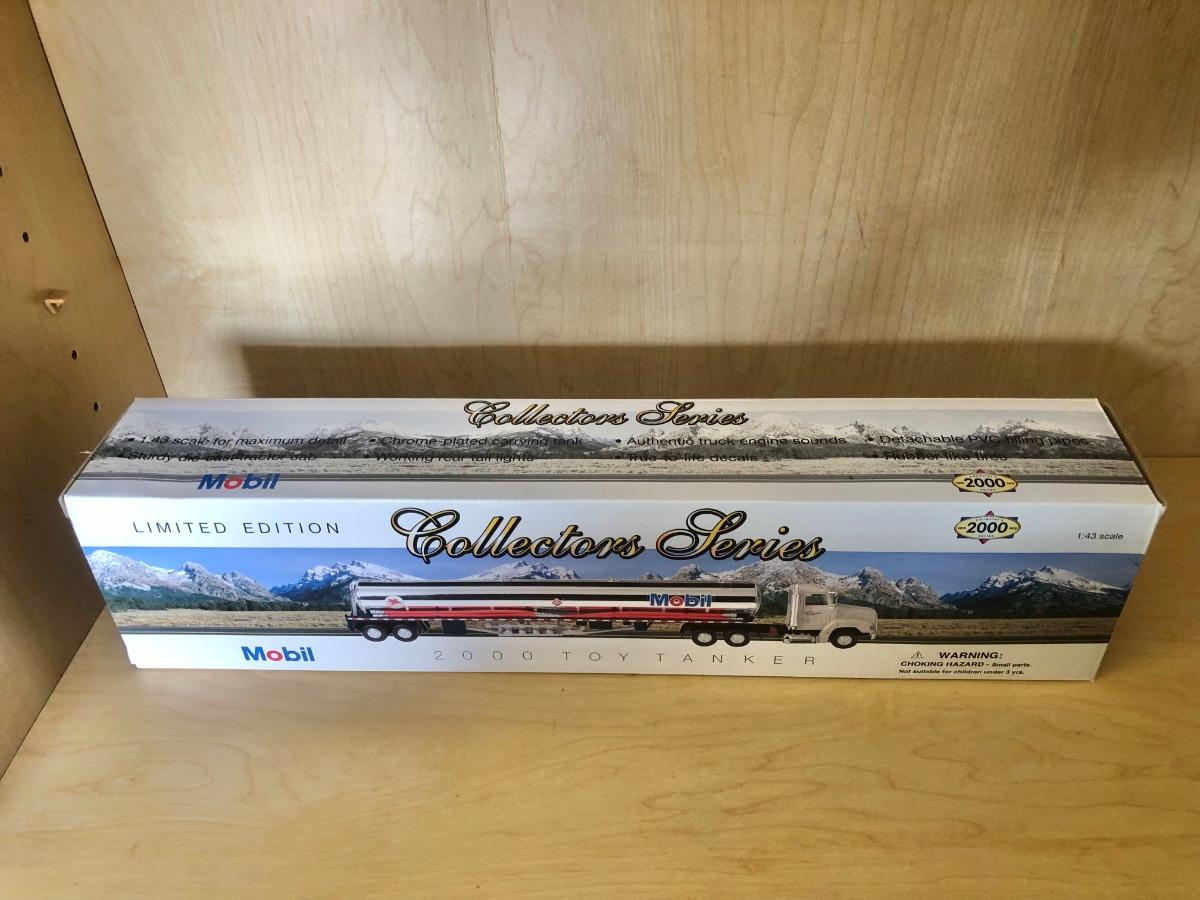 Collectors Series
• 1:43 scale for maximum detail • Chrome-plated carrying tank • Authentic truck engine sounds • Detachable PVC filling pipes
• Sturdy die-cast tractor cab • Working rear tail lights • True-to-life decals • Rubber-like tires
Mobil
2000
LIMITED EDITION
Collectors Series
2000
1:43 scale
Mobil
Mobil
2000 TOY TANKER
⚠ WARNING:
CHOKING HAZARD - Small parts.
Not suitable for children under 3 yrs.